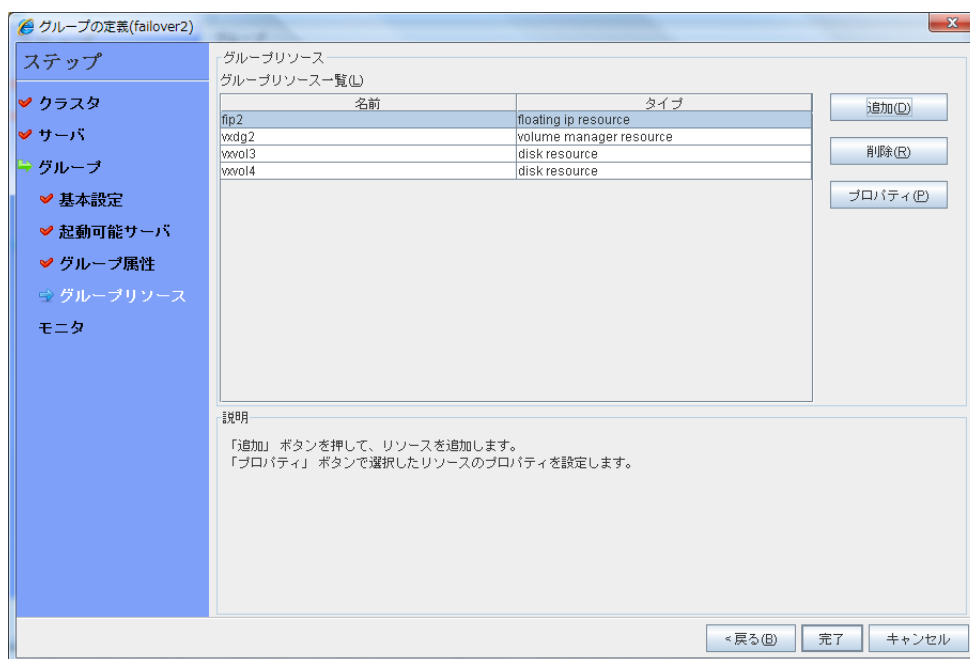 グループの定義(failover2)
x
ステップ
クラスタ
サーバ
グループ
基本設定
起動可能サーバ
グループ属性
グループリソース
モニタ
グループリソース
グループリソース一覧(L)
名前 タイプ
fip2 floating ip resource
vxdg2 volume manager resource
vxvol3 disk resource
vxvol4 disk resource
追加(D)
削除(R)
プロパティ(P)
説明
「追加」 ボタンを押して、リソースを追加します。
「プロパティ」 ボタンで選択したリソースのプロパティを設定します。
<戻る(B) 完了 キャンセル